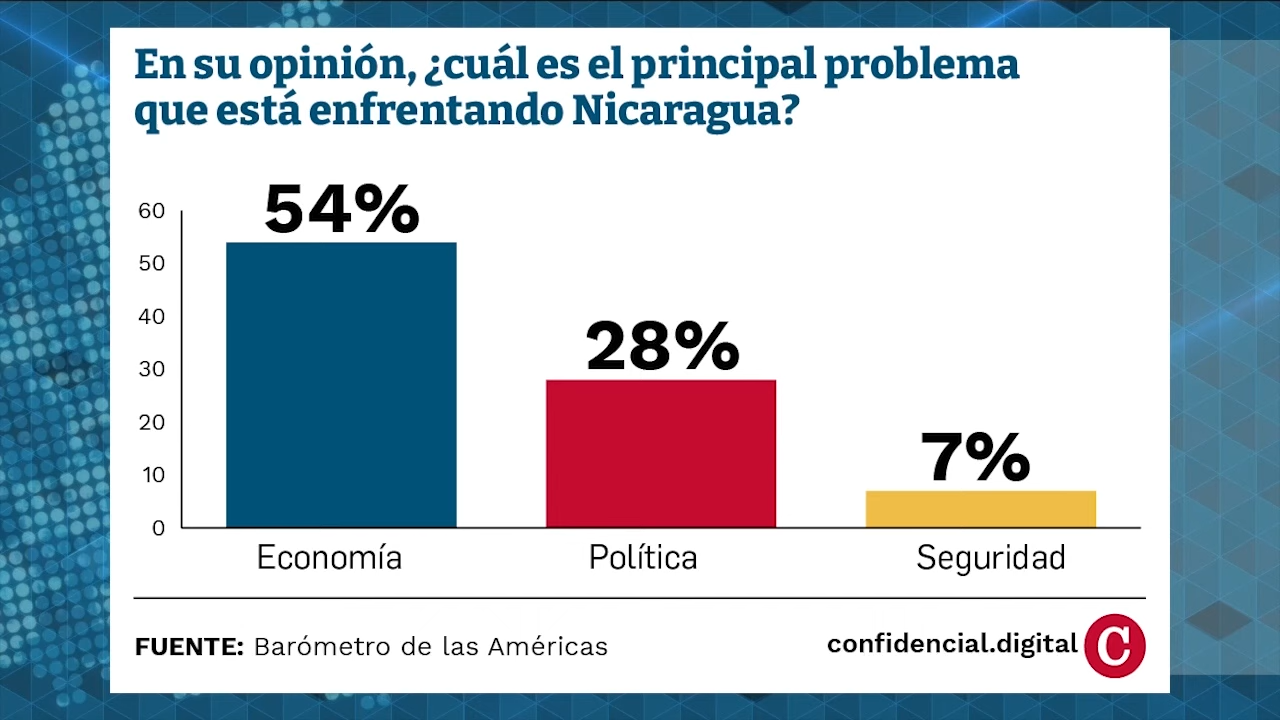 En su opinión, ¿cuál es el principal problema
que está enfrentando Nicaragua?
54%
28%
7%
60
50
40
30
20
10
0
Economía
Política
Seguridad
FUENTE: Barómetro de las Américas
confidencial.digital C